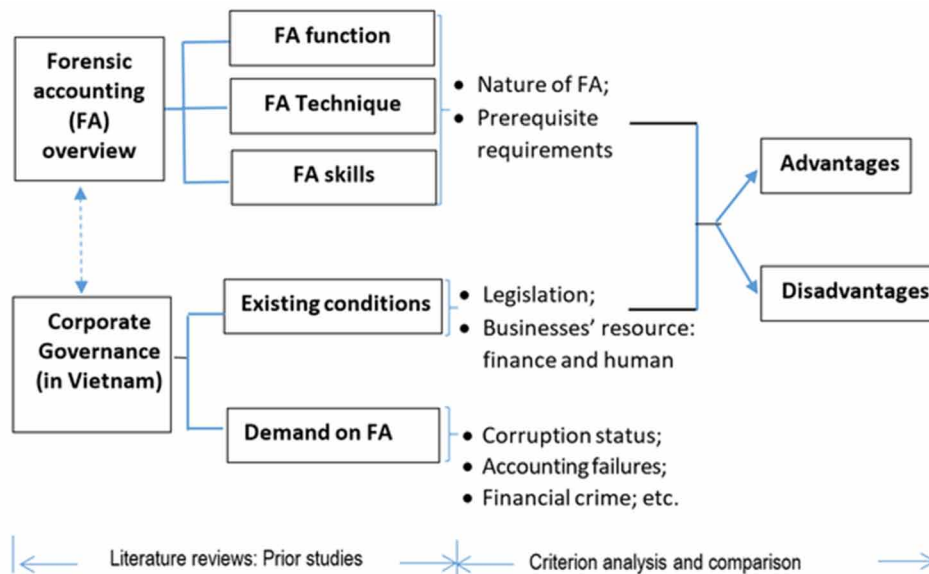 Forensic
accounting
(FA)
overview
FA function
FA Technique
FA skills
• Nature of FA;
• Prerequisite
requirements
Advantages
Disadvantages
Corporate
Governance
(in Vietnam)
Existing conditions
• Legislation;
• Businesses' resource:
finance and human
Demand on FA
• Corruption status;
• Accounting failures;
• Financial crime; etc.
Literature reviews: Prior studies
Criterion analysis and comparison